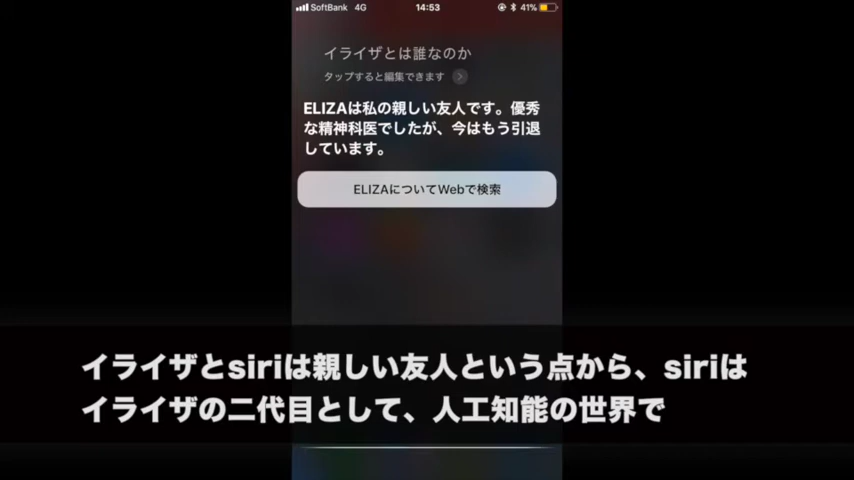 SoftBank 4G 14:53 41%
イライザとは誰なのか
タップすると編集できます
ELIZAは私の親しい友人です。優秀
な精神科医でしたが、今はもう引退
しています。
ELIZAについてWebで検索
イライザとsiriは親しい友人という点から、siriは
イライザの二代目として、人工知能の世界で